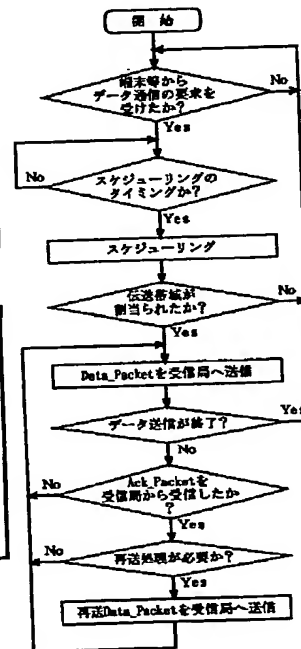 開 始
端末等から
データ送信の要求を
受けたか?
No
Yes
スケジューリングの
タイミングか?
No
Yes
スケジューリング
伝送帯域が
割当られたか?
No
Yes
Data_Packetを受信局へ送信
データ送信が終了?
Yes
No
Ack_Packetを
受信局から受信したか
?
No
Yes
再送処理が必要か?
No
Yes
再送Data_Packetを受信局へ送信